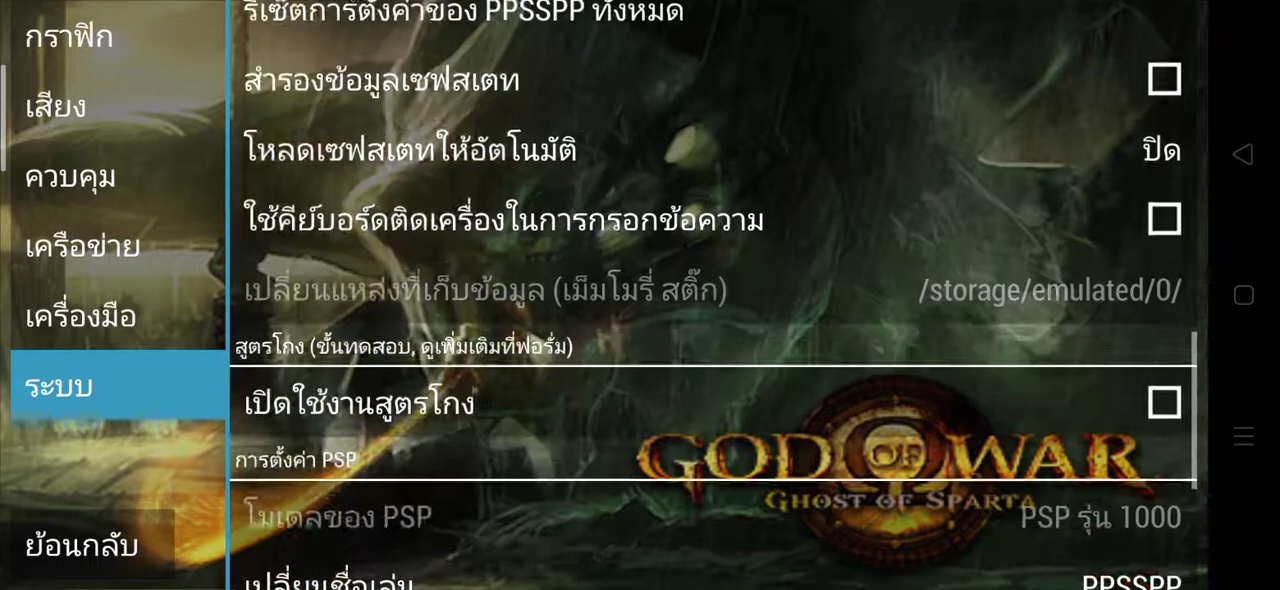 กราฟิก
เสียง
ควบคุม
เครือข่าย
เครื่องมือ
ระบบ
ย้อนกลับ
รีเซ็ตการตั้งค่าของ PPSSPP ทั้งหมด
สำรองข้อมูลเซฟสเตท
โหลดเซฟสเตทให้อัตโนมัติ ปิด
ใช้คีย์บอร์ดติดเครื่องในการกรอกข้อความ
เปลี่ยนแหล่งที่เก็บข้อมูล (เม็มโมรี่ สติ๊ก) /storage/emulated/0/
สูตรโกง (ขั้นทดสอบ, ดูเพิ่มเติมที่ฟอรั่ม)
เปิดใช้งานสูตรโกง
การตั้งค่า PSP
GOD OF WAR
GHOST OF SPARTA
โมเดลของ PSP PSP รุ่น 1000
เปลี่ยนชื่อเล่น PPSSPP